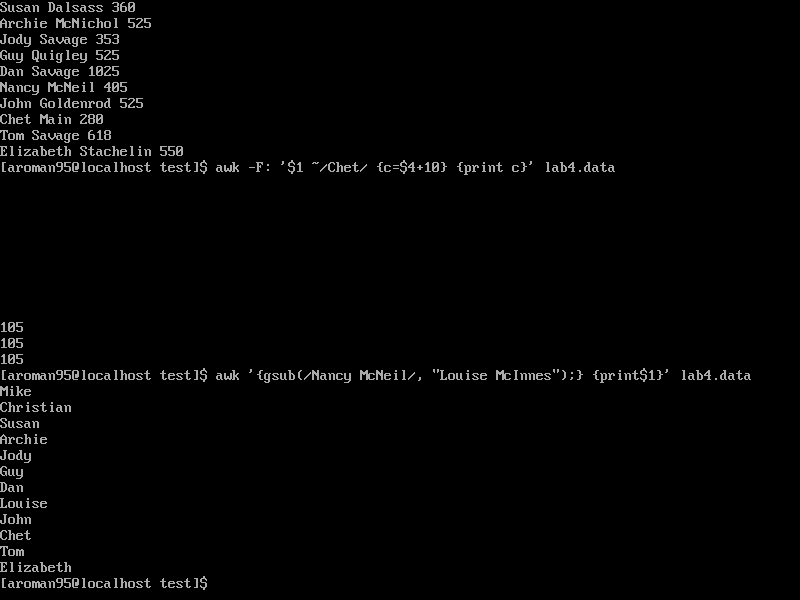 Susan Dalsass 360
Archie McNichol 525
Jody Savage 353
Guy Quigley 525
Dan Savage 1025
Nancy McNeil 405
John Goldenrod 525
Chet Main 280
Tom Savage 618
Elizabeth Stachelin 550
[aroman95@localhost test]$ awk -F: '$1 ~/Chet/ {c=$4+10} {print c}' lab4.data
105
105
105
[aroman95@localhost test]$ awk '{gsub(/Nancy McNeil/, "Louise McInnes");} {print$1}' lab4.data
Mike
Christian
Susan
Archie
Jody
Guy
Dan
Louise
John
Chet
Tom
Elizabeth
[aroman95@localhost test]$